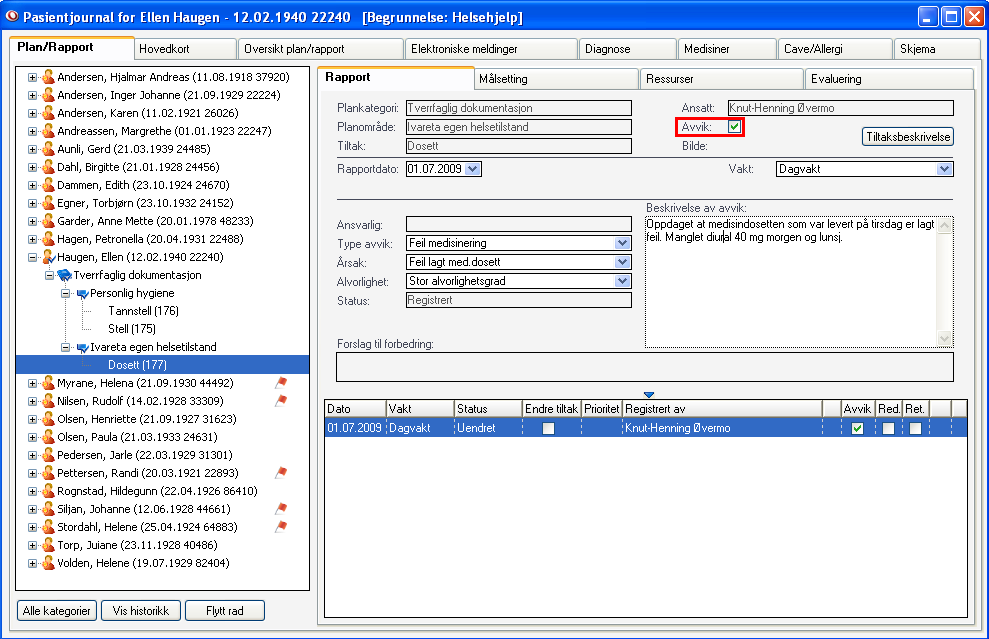 Pasientjournal for Ellen Haugen - 12.02.1940 22240 [Begrunnelse: Helsehjelp]
Plan/Rapport
Hovedkort
Oversikt plan/rapport
Elektroniske meldinger
Diagnose
Medisiner
Cave/Allergi
Skjema
Andersen, Hjalmar Andreas (11.08.1918 37920)
Andersen, Inger Johanne (21.09.1929 22224)
Andersen, Karen (11.02.1921 26026)
Andreassen, Margrethe (01.01.1923 22247)
Aunli, Gerd (21.03.1939 24485)
Dahl, Birgitte (21.01.1928 24456)
Dammen, Edith (23.10.1924 24670)
Egner, Torbjørn (23.10.1932 24152)
Garder, Anne Mette (20.01.1978 48233)
Hagen, Petronella (20.04.1931 22488)
Haugen, Ellen (12.02.1940 22240)
Tverrfaglig dokumentasjon
Personlig hygiene
Tannstell (176)
Stell (175)
Ivareta egen helsetilstand
Dosett (177)
Myrane, Helena (21.09.1930 44492)
Nilsen, Rudolf (14.02.1928 33309)
Olsen, Henriette (21.09.1927 31623)
Olsen, Paula (21.03.1933 24631)
Pedersen, Jarle (22.03.1929 31301)
Pettersen, Randi (20.03.1921 22893)
Rognstad, Hildegunn (22.04.1926 86410)
Siljan, Johanne (12.06.1928 44661)
Stordahl, Helene (25.04.1924 64883)
Torp, Juiane (23.11.1928 40486)
Volden, Helene (19.07.1929 82404)
Alle kategorier
Vis historikk
Flytt rad
Rapport
Målsetting
Ressurser
Evaluering
Plankategori: Tverrfaglig dokumentasjon
Ansatt: Knut-Henning Øvermo
Planområde: Ivareta egen helsetilstand
Avvik:
Tiltaksbeskrivelse
Tiltak: Dosett
Bilde:
Rapportdato: 01.07.2009
Vakt: Dagvakt
Beskrivelse av avvik:
Oppdaget at medisindosetten som var levert på tirsdag er lagt
feil. Manglet diural 40 mg morgen og lunsj.
Ansvarlig:
Type avvik: Feil medisinering
Årsak: Feil lagt med.dosett
Alvorlighet: Stor alvorlighetsgrad
Status: Registrert
Forslag til forbedring:
Dato Vakt Status Endre tiltak Prioritet Registrert av Avvik Red. Ret.
01.07.2009 Dagvakt Uendret Knut-Henning Øvermo